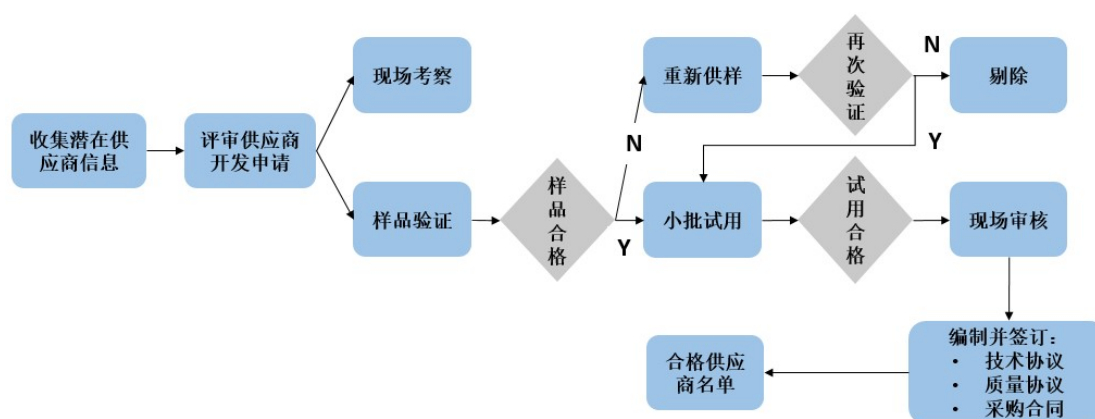 收集潜在供
应商信息
评审供应商
开发申请
现场考察
样品验证
样
品
合
格
N
Y
重新供样
再
次
验
证
N
Y
剔除
小批试用
试
用
合
格
现场审核
编制并签订：
• 技术协议
• 质量协议
• 采购合同
合格供应
商名单